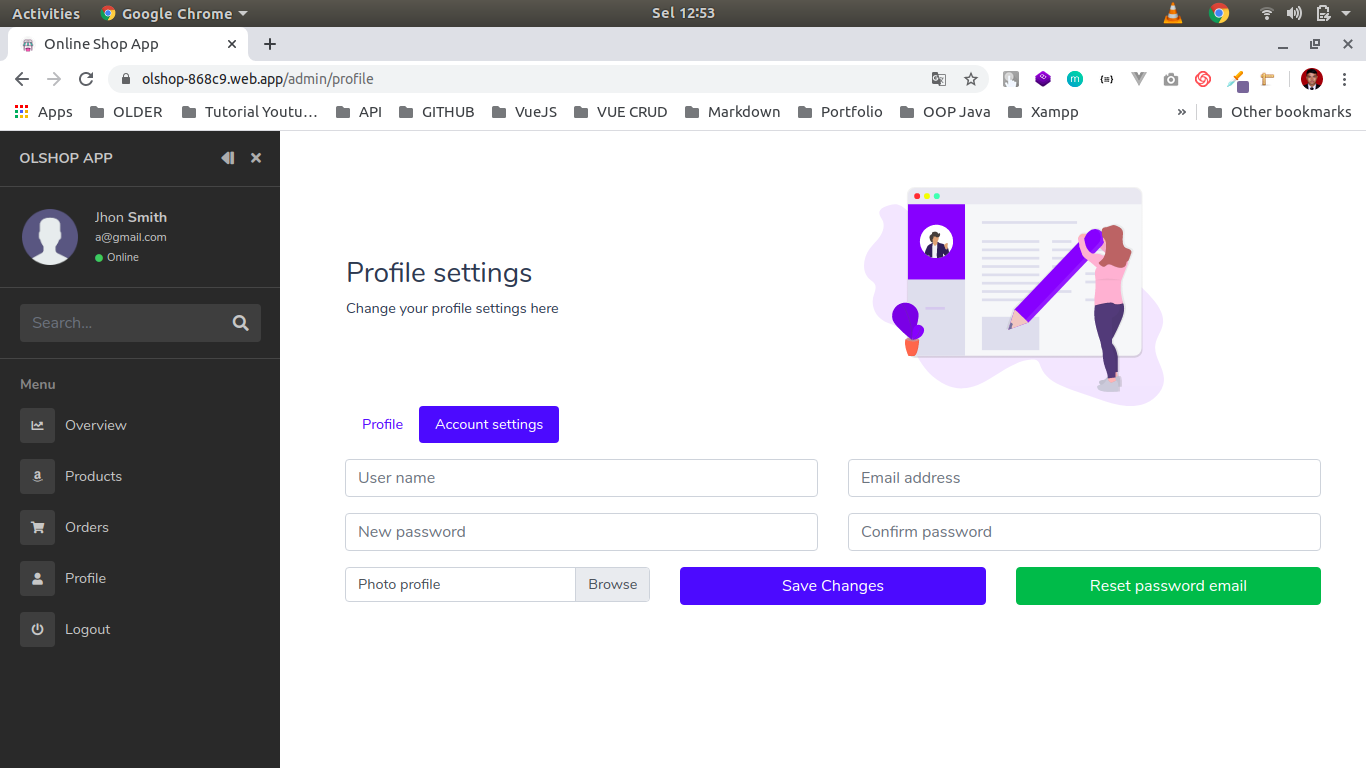 Activities Google Chrome Sel 12:53
Online Shop App
olshop-868c9.web.app/admin/profile
Apps OLDER Tutorial Youtu... API GITHUB VueJS VUE CRUD Markdown Portfolio OOP Java Xampp » Other bookmarks
OLSHOP APP
Jhon Smith
a@gmail.com
Online
Search...
Menu
Overview
Products
Orders
Profile
Logout
Profile settings
Change your profile settings here
Profile Account settings
User name Email address
New password Confirm password
Photo profile Browse Save Changes Reset password email